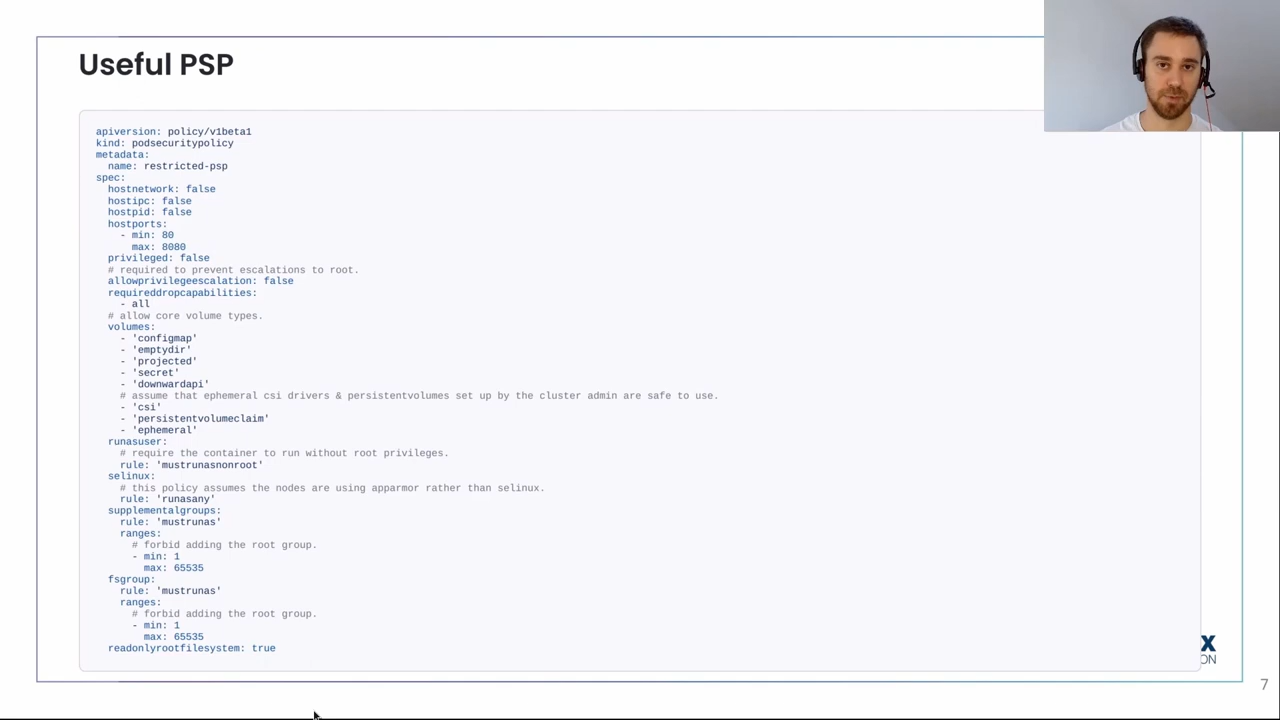 Useful PSP
apiversion: policy/v1beta1
kind: podsecuritypolicy
metadata:
  name: restricted-psp
spec:
  hostnetwork: false
  hostipc: false
  hostpid: false
  hostports:
    - min: 80
      max: 8080
  privileged: false
  # required to prevent escalations to root.
  allowprivilegeescalation: false
  requireddropcapabilities:
    - all
  # allow core volume types.
  volumes:
    - 'configmap'
    - 'emptydir'
    - 'projected'
    - 'secret'
    - 'downwardapi'
    # assume that ephemeral csi drivers & persistentvolumes set up by the cluster admin are safe to use.
    - 'csi'
    - 'persistentvolumeclaim'
    - 'ephemeral'
  runasuser:
    # require the container to run without root privileges.
    rule: 'mustrunasnonroot'
  selinux:
    # this policy assumes the nodes are using apparmor rather than selinux.
    rule: 'runasany'
  supplementalgroups:
    rule: 'mustrunas'
    ranges:
      # forbid adding the root group.
      - min: 1
        max: 65535
  fsgroup:
    rule: 'mustrunas'
    ranges:
      # forbid adding the root group.
      - min: 1
        max: 65535
  readonlyrootfilesystem: true
X
ON
7